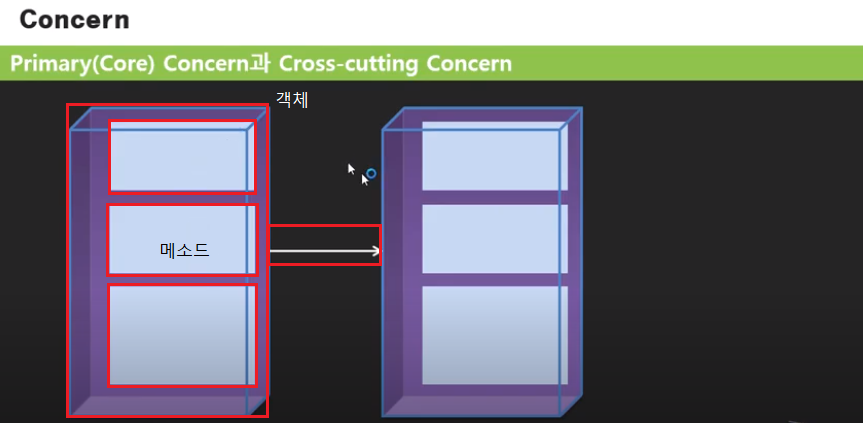 Concern
Primary(Core) Concern과 Cross-cutting Concern
객체
메소드